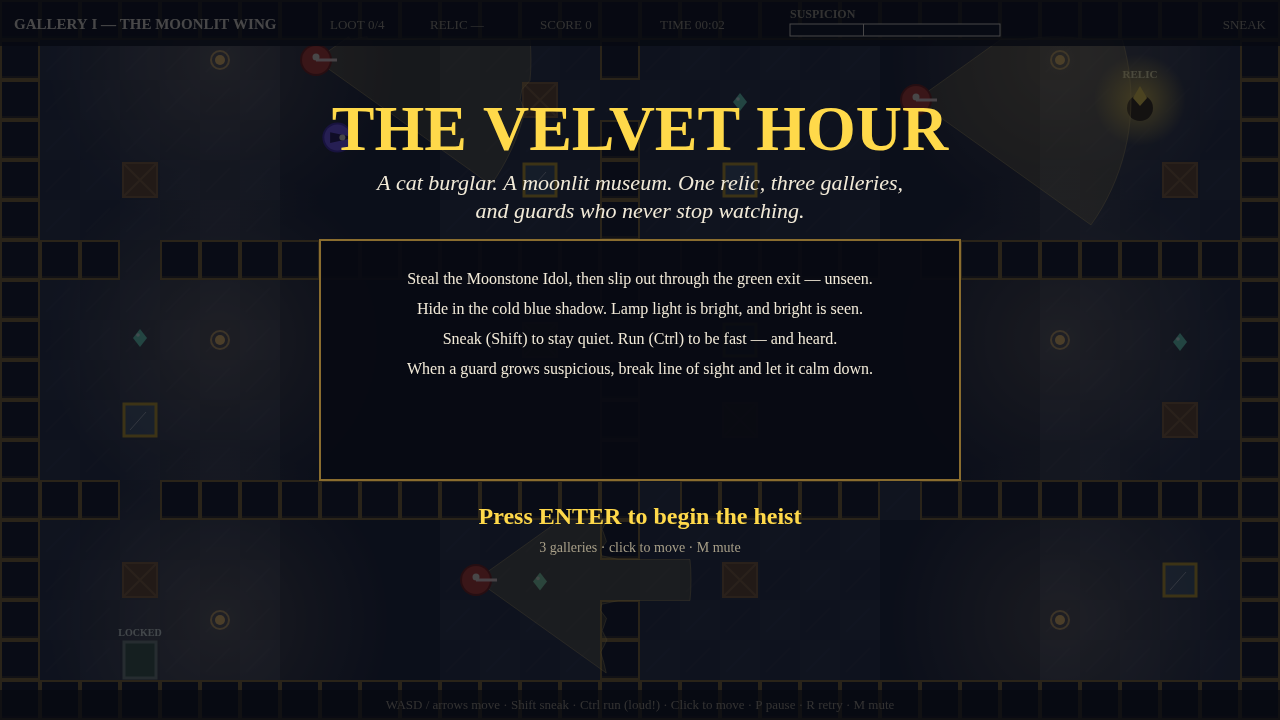 GALLERY I — THE MOONLIT WING LOOT 0/4 RELIC — SCORE 0 TIME 00:02 SUSPICION SNEAK
RELIC
THE VELVET HOUR
A cat burglar. A moonlit museum. One relic, three galleries,
and guards who never stop watching.
Steal the Moonstone Idol, then slip out through the green exit — unseen.
Hide in the cold blue shadow. Lamp light is bright, and bright is seen.
Sneak (Shift) to stay quiet. Run (Ctrl) to be fast — and heard.
When a guard grows suspicious, break line of sight and let it calm down.
Press ENTER to begin the heist
3 galleries · click to move · M mute
LOCKED
WASD / arrows move · Shift sneak · Ctrl run (loud!) · Click to move · P pause · R retry · M mute